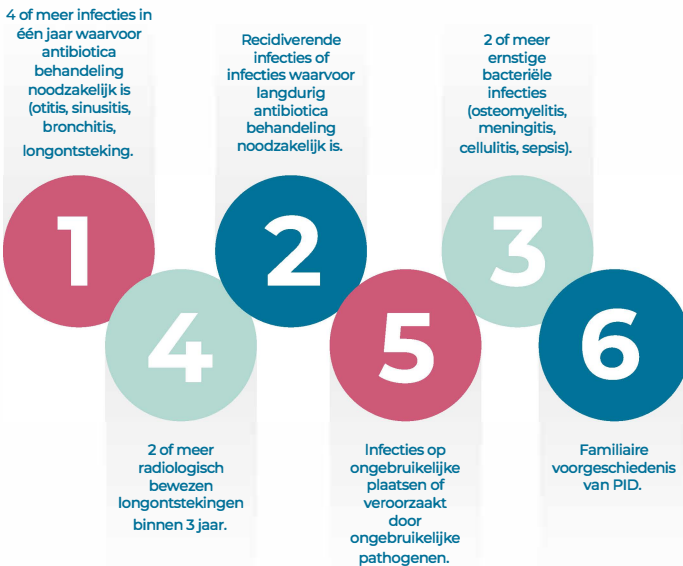 4 of meer infecties in
één jaar waarvoor
antibiotica
behandeling
noodzakelijk is
(otitis, sinusitis,
bronchitis,
longontsteking.
1
Recidiverende
infecties of
infecties waarvoor
langdurig
antibiotica
behandeling
noodzakelijk is.
2
2 of meer
ernstige
bacteriële
infecties
(osteomyelitis,
meningitis,
cellulitis, sepsis).
3
4
2 of meer
radiologisch
bewezen
longontstekingen
binnen 3 jaar.
5
Infecties op
ongebruikelijke
plaatsen of
veroorzaakt
door
ongebruikelijke
pathogenen.
6
Familiaire
voorgeschiedenis
van PID.